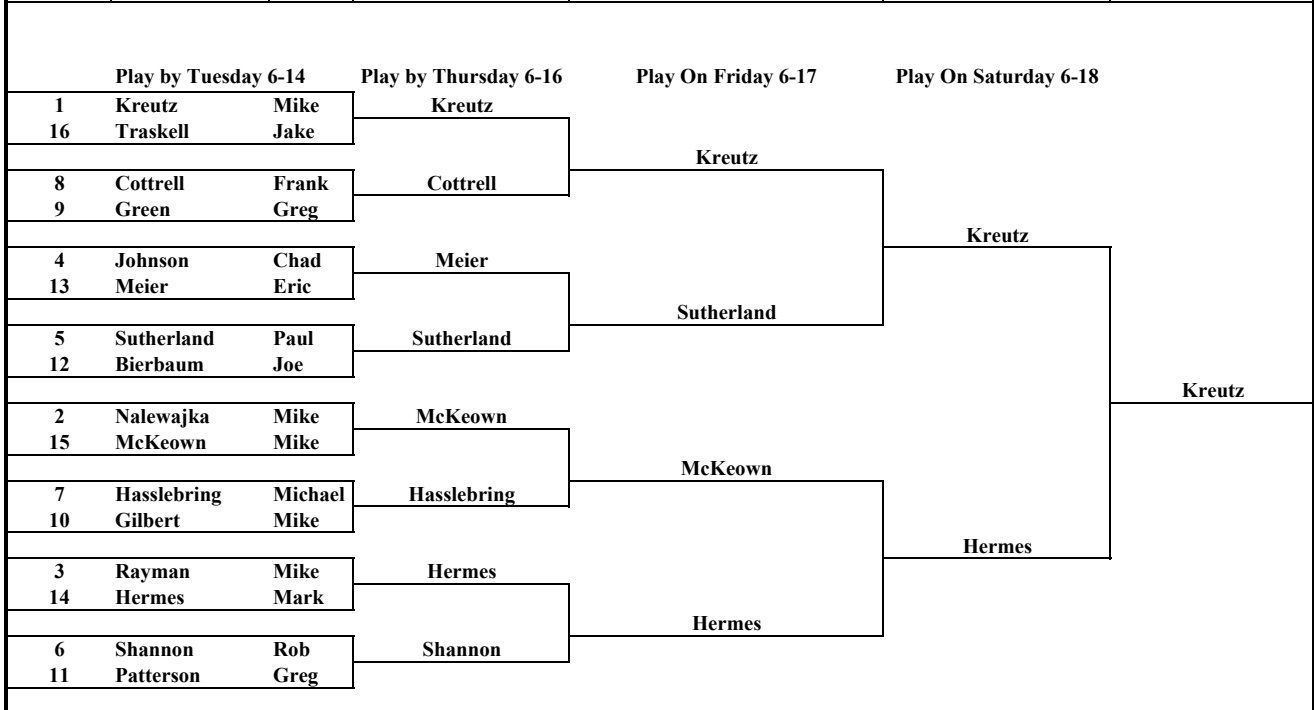 Play by Tuesday 6-14 Play by Thursday 6-16 Play On Friday 6-17 Play On Saturday 6-18
1 Kreutz Mike Kreutz
16 Traskell Jake
Kreutz
8 Cottrell Frank Cottrell
9 Green Greg
Kreutz
4 Johnson Chad Meier
13 Meier Eric
Sutherland
5 Sutherland Paul Sutherland
12 Bierbaum Joe
Kreutz
2 Nalewajka Mike McKeown
15 McKeown Mike
McKeown
7 Hasslebring Michael Hasslebring
10 Gilbert Mike
Hermes
3 Rayman Mike Hermes
14 Hermes Mark
Hermes
6 Shannon Rob Shannon
11 Patterson Greg